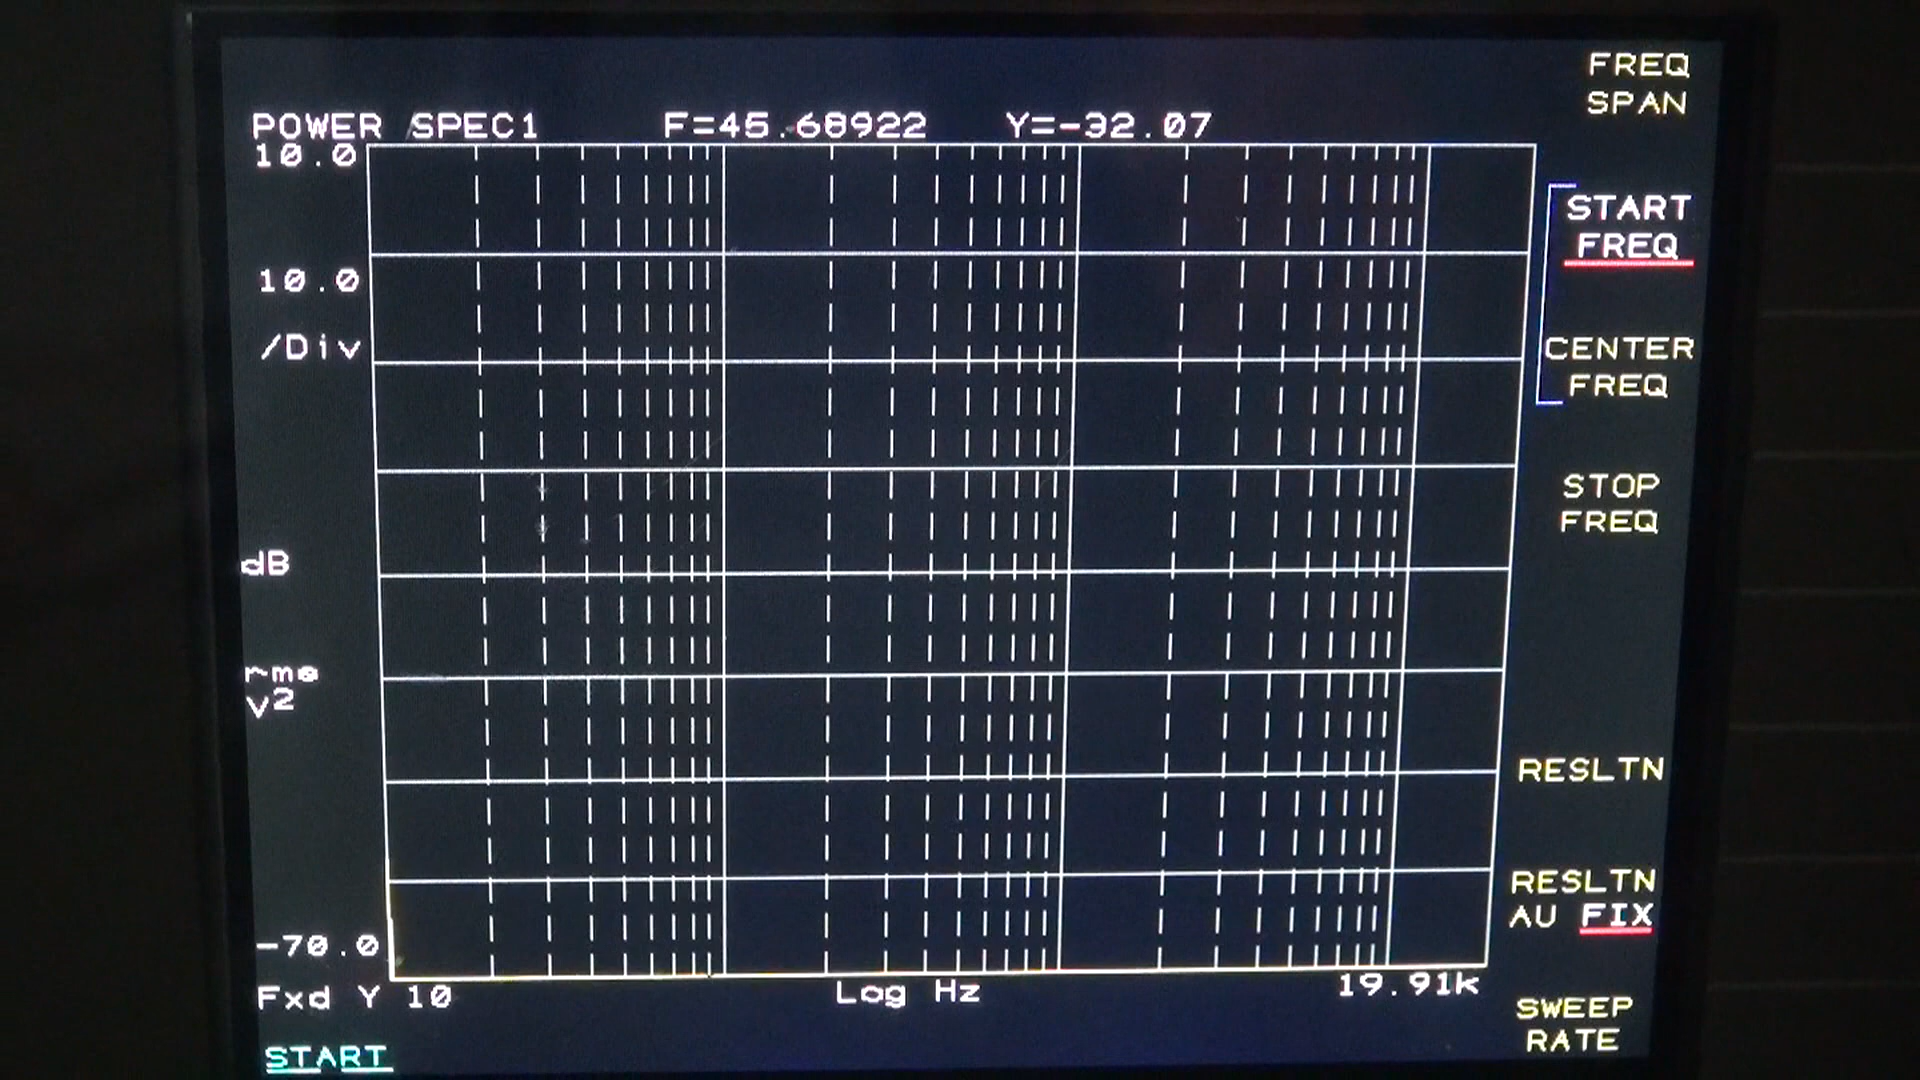 FREQ
SPAN
POWER SPEC1 F=45.68922 Y=-32.07
10.0
START
FREQ
10.0
/Div
CENTER
FREQ
STOP
FREQ
dB
rms
V2
RESLTN
RESLTN
AU FIX
-70.0
Fxd Y 10 Log Hz 19.91k
SWEEP
RATE
START